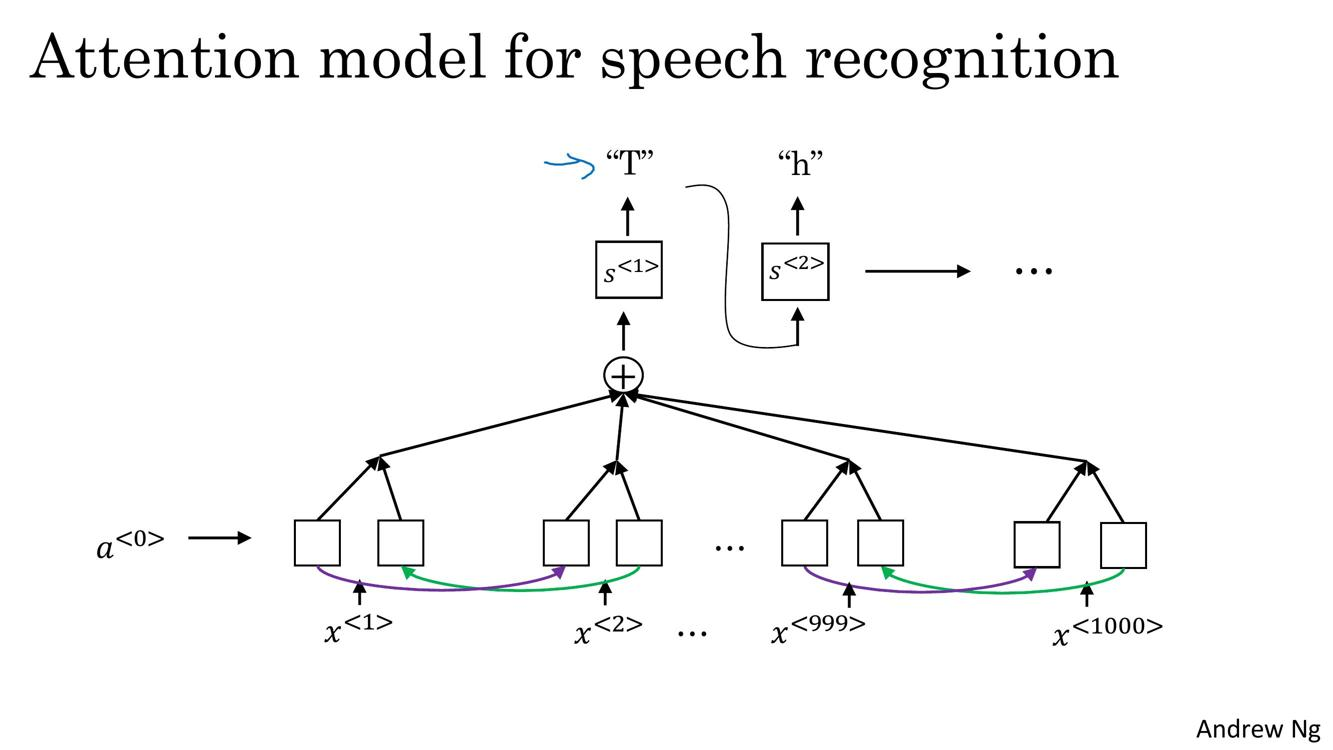 Attention model for speech recognition
“T” “h”
s<1> s<2> ...
+
a<0>
...
x<1> x<2> ... x<999> x<1000>
Andrew Ng